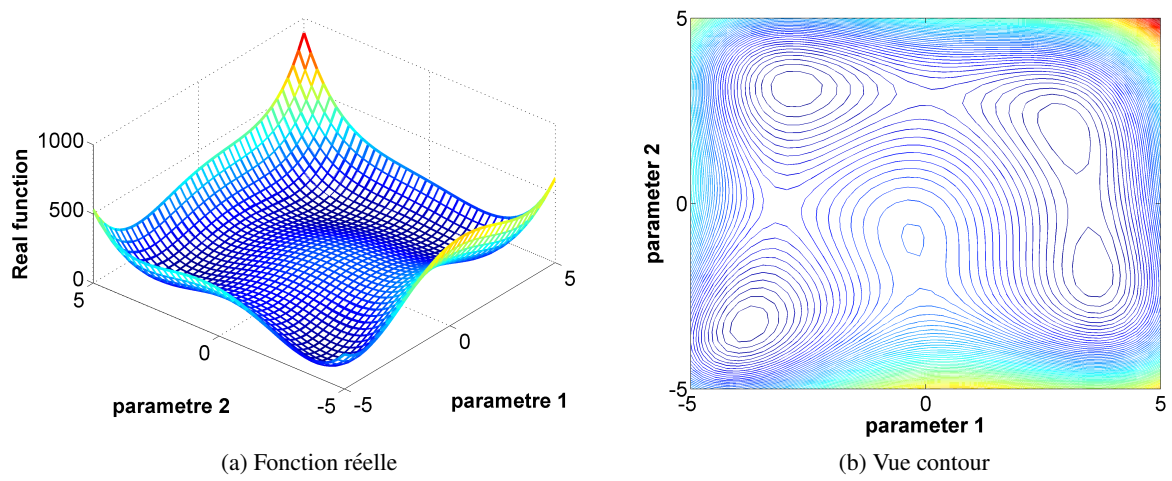 1000
500
0
Real function
5
0
-5
parametre 2
-5
0
5
parametre 1
(a) Fonction réelle
5
0
-5
parameter 2
-5
0
5
parameter 1
(b) Vue contour